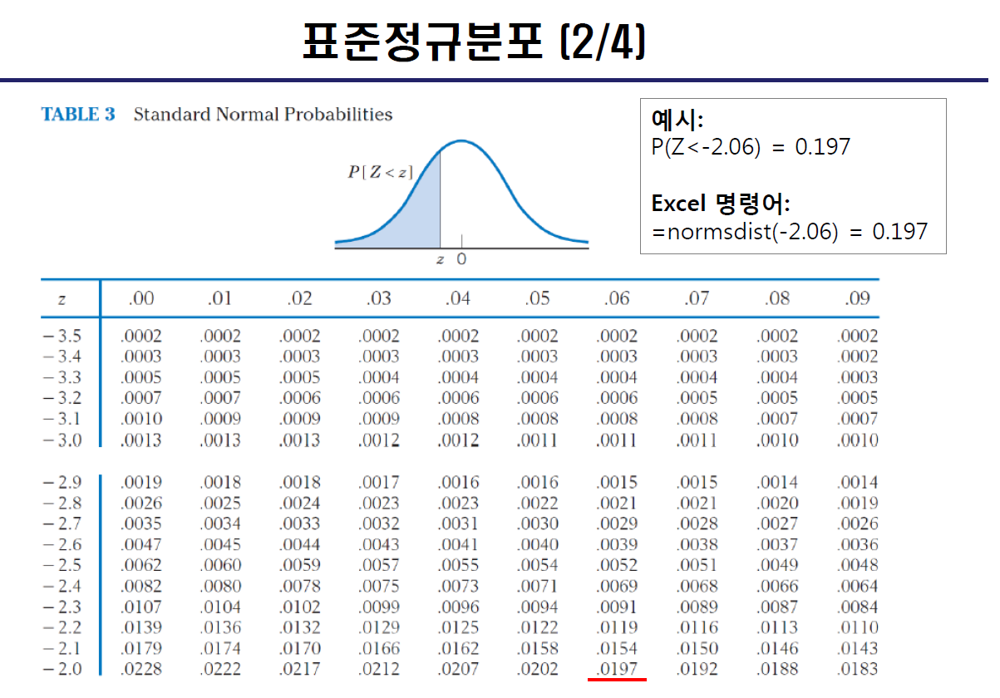 표준정규분포 (2/4)
TABLE 3 Standard Normal Probabilities
예시:
P(Z<-2.06) = 0.197
Excel 명령어:
=normsdist(-2.06) = 0.197
P[Z < z]
z 0
z .00 .01 .02 .03 .04 .05 .06 .07 .08 .09
−3.5 .0002 .0002 .0002 .0002 .0002 .0002 .0002 .0002 .0002 .0002
−3.4 .0003 .0003 .0003 .0003 .0003 .0003 .0003 .0003 .0003 .0002
−3.3 .0005 .0005 .0005 .0004 .0004 .0004 .0004 .0004 .0004 .0003
−3.2 .0007 .0007 .0006 .0006 .0006 .0006 .0006 .0005 .0005 .0005
−3.1 .0010 .0009 .0009 .0009 .0008 .0008 .0008 .0008 .0007 .0007
−3.0 .0013 .0013 .0013 .0012 .0012 .0011 .0011 .0011 .0010 .0010
−2.9 .0019 .0018 .0018 .0017 .0016 .0016 .0015 .0015 .0014 .0014
−2.8 .0026 .0025 .0024 .0023 .0023 .0022 .0021 .0021 .0020 .0019
−2.7 .0035 .0034 .0033 .0032 .0031 .0030 .0029 .0028 .0027 .0026
−2.6 .0047 .0045 .0044 .0043 .0041 .0040 .0039 .0038 .0037 .0036
−2.5 .0062 .0060 .0059 .0057 .0055 .0054 .0052 .0051 .0049 .0048
−2.4 .0082 .0080 .0078 .0075 .0073 .0071 .0069 .0068 .0066 .0064
−2.3 .0107 .0104 .0102 .0099 .0096 .0094 .0091 .0089 .0087 .0084
−2.2 .0139 .0136 .0132 .0129 .0125 .0122 .0119 .0116 .0113 .0110
−2.1 .0179 .0174 .0170 .0166 .0162 .0158 .0154 .0150 .0146 .0143
−2.0 .0228 .0222 .0217 .0212 .0207 .0202 .0197 .0192 .0188 .0183